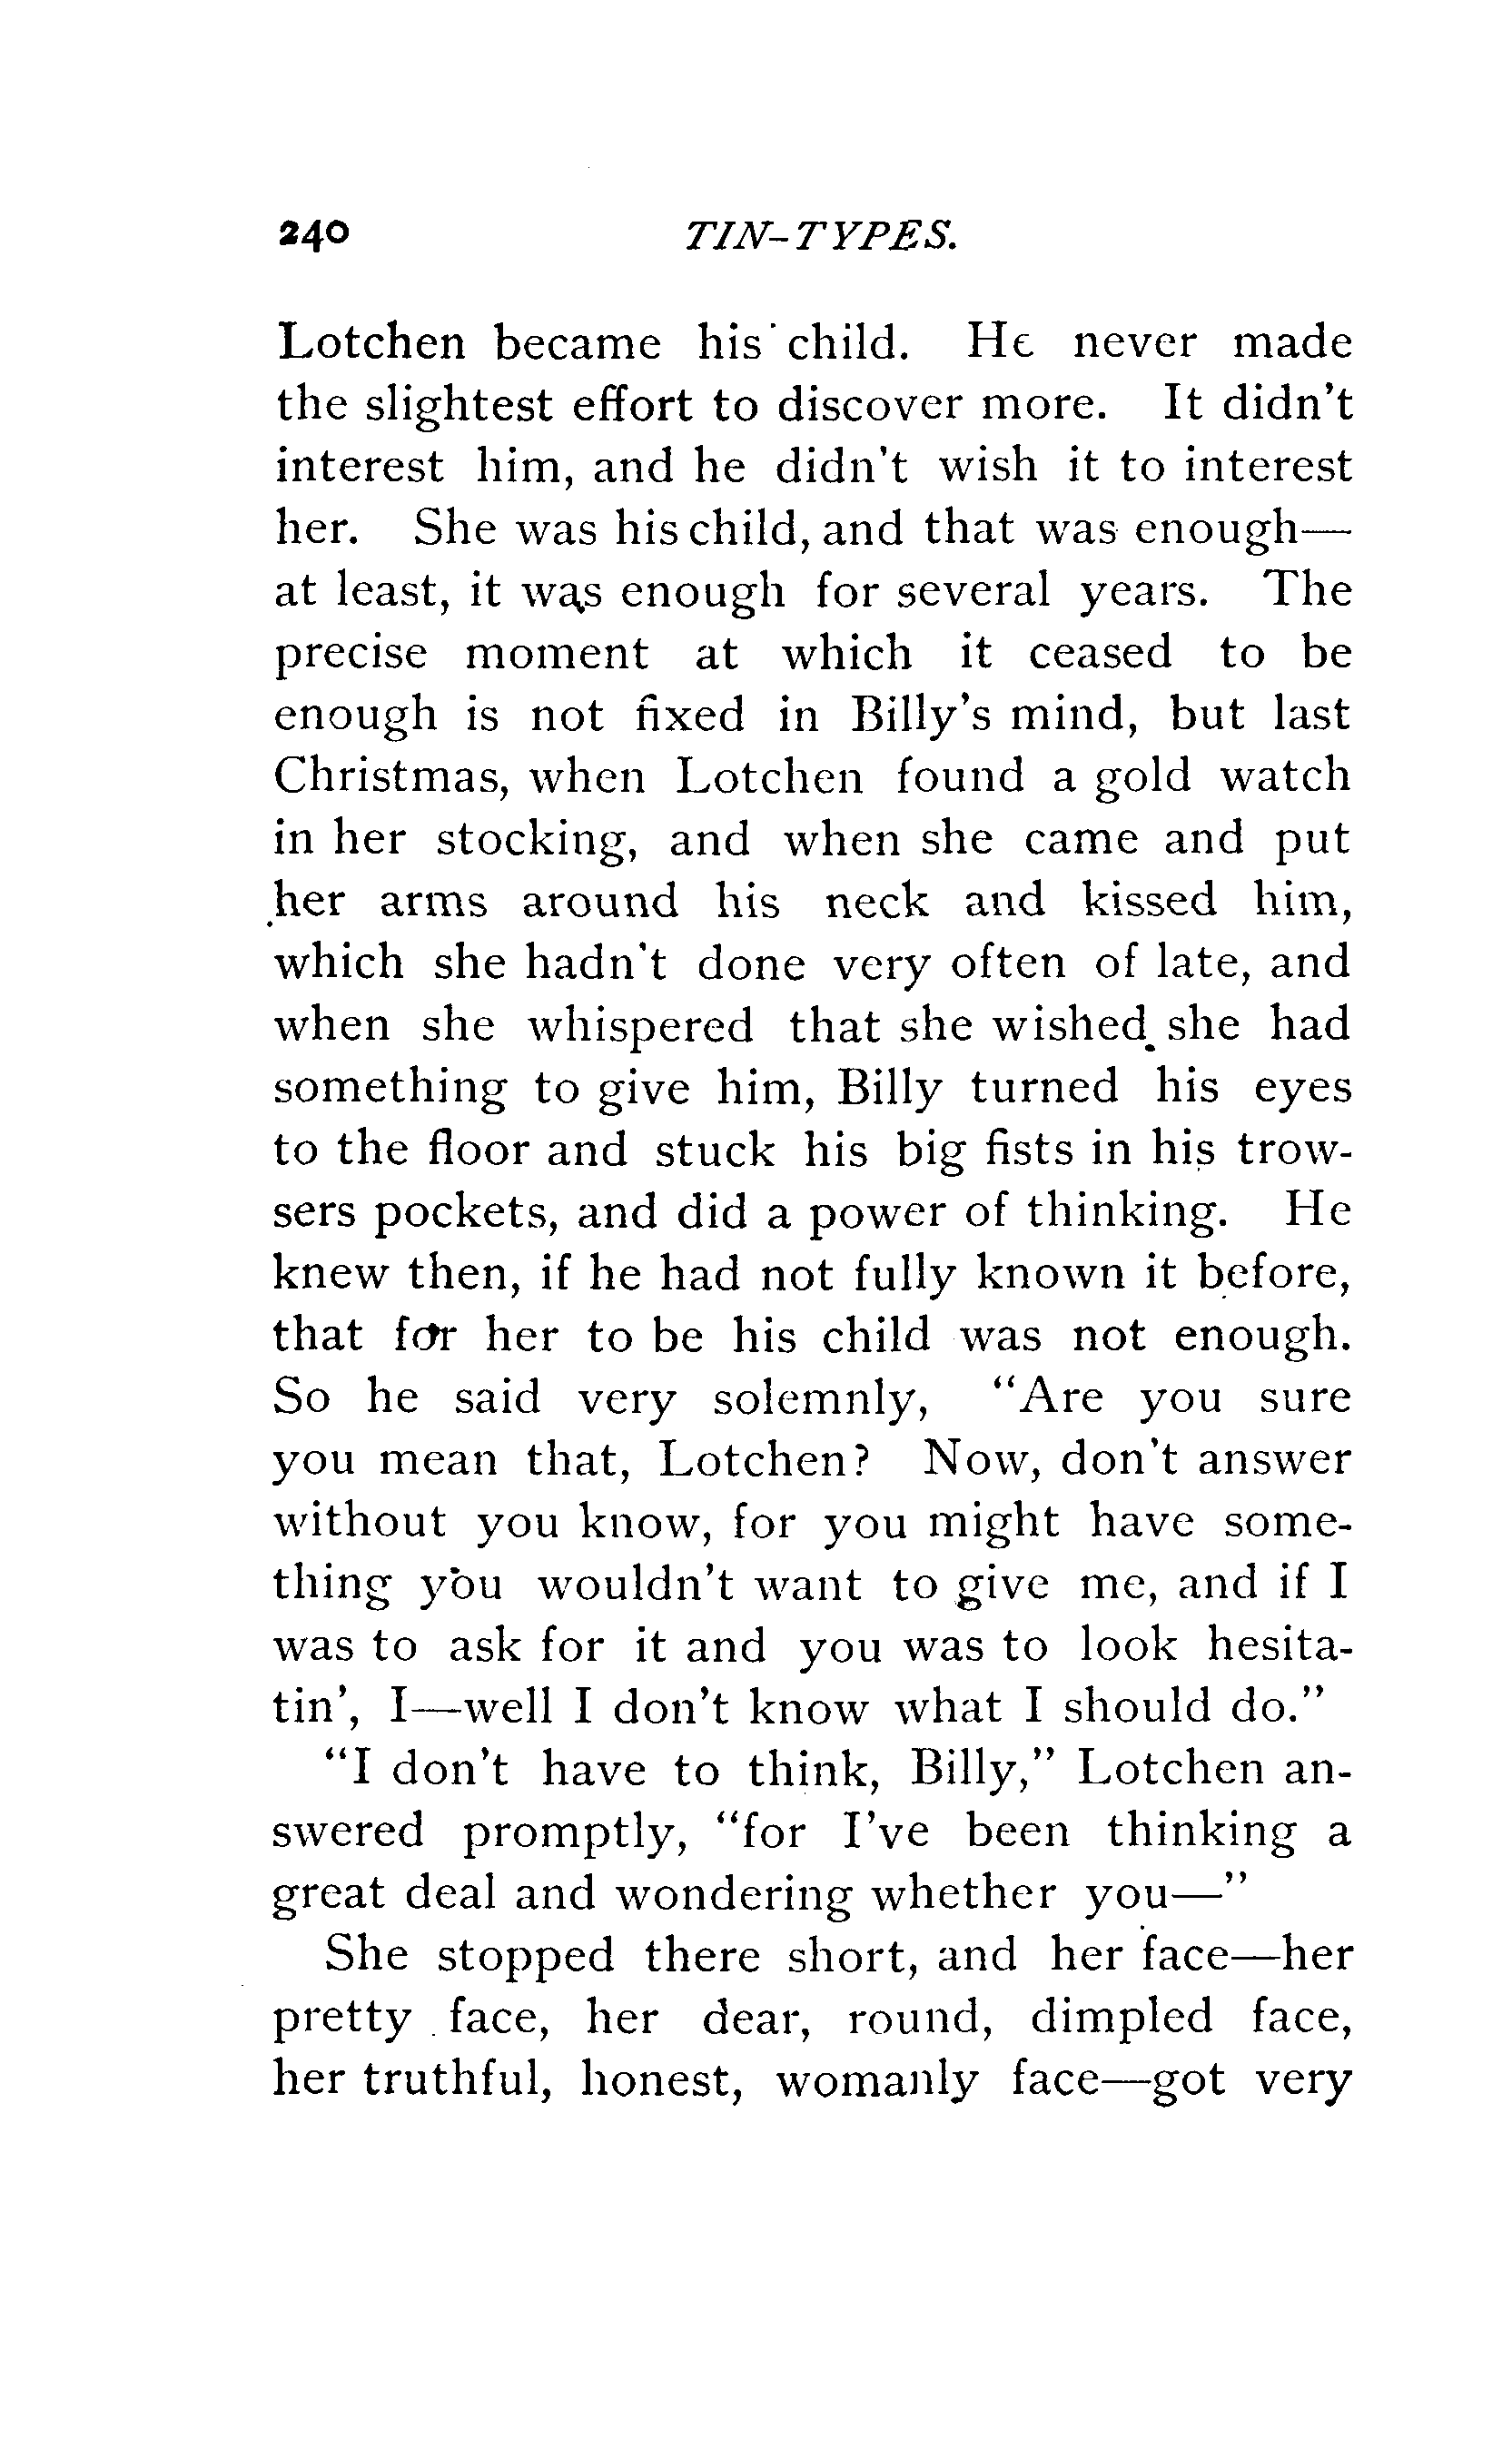 240 TIN-TYPES.
Lotchen became his child. He never made
the slightest effort to discover more. It didn't
interest him, and he didn't wish it to interest
her. She was his child, and that was enough—
at least, it was enough for several years. The
precise moment at which it ceased to be
enough is not fixed in Billy's mind, but last
Christmas, when Lotchen found a gold watch
in her stocking, and when she came and put
her arms around his neck and kissed him,
which she hadn't done very often of late, and
when she whispered that she wished she had
something to give him, Billy turned his eyes
to the floor and stuck his big fists in his trow-
sers pockets, and did a power of thinking. He
knew then, if he had not fully known it before,
that for her to be his child was not enough.
So he said very solemnly, "Are you sure
you mean that, Lotchen? Now, don't answer
without you know, for you might have some-
thing you wouldn't want to give me, and if I
was to ask for it and you was to look hesita-
tin', I—well I don't know what I should do."
"I don't have to think, Billy," Lotchen an-
swered promptly, "for I've been thinking a
great deal and wondering whether you—"
She stopped there short, and her face—her
pretty face, her dear, round, dimpled face,
her truthful, honest, womanly face—got very